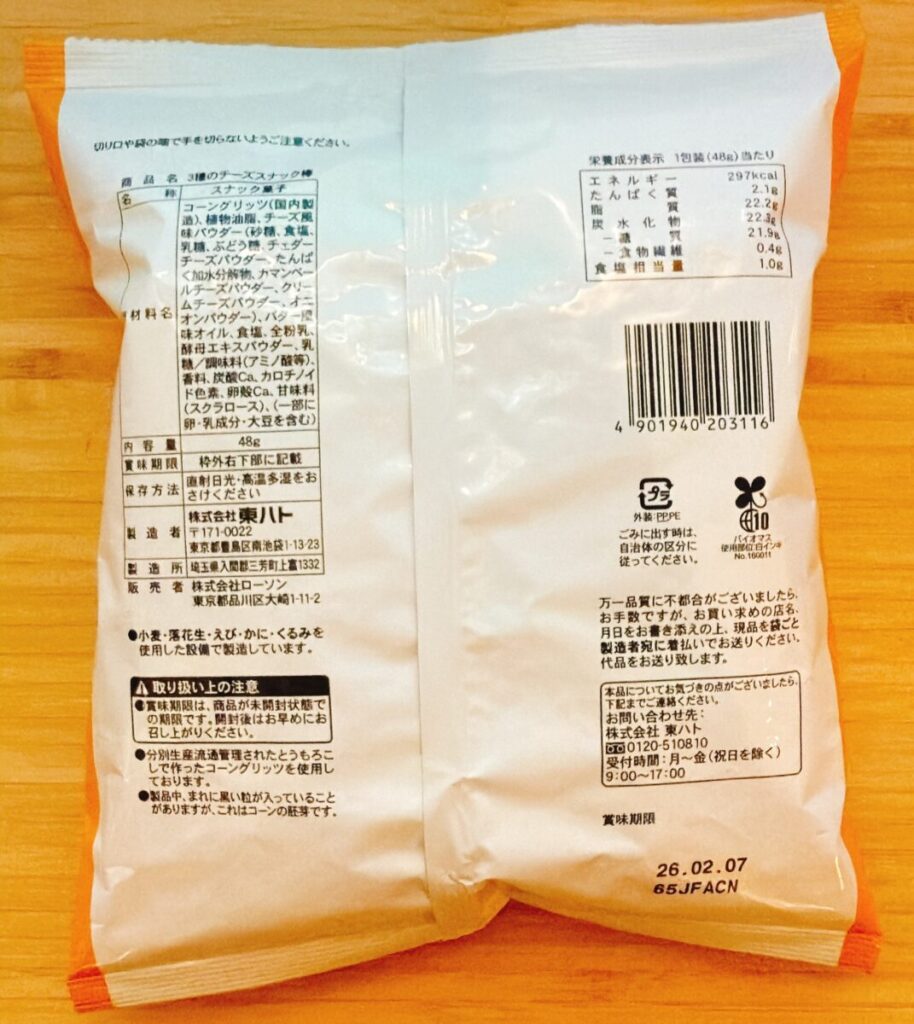 切り口や袋の端で手を切らないようご注意ください。
商品名 3種のチーズスナック棒
名称 スナック菓子
コーングリッツ(国内製
造)、植物油脂、チーズ風
味パウダー(砂糖、食塩、
乳糖、ぶどう糖、チェダー
チーズパウダー、たんぱ
く加水分解物、カマンベー
ルチーズパウダー、クリー
ムチーズパウダー、オニ
オンパウダー)、バター風
材料名 味オイル、食塩、全粉乳、
酵母エキスパウダー、乳
糖/調味料(アミノ酸等)、
香料、炭酸Ca、カロチノイ
ド色素、卵殻Ca、甘味料
(スクラロース)、(一部に
卵・乳成分・大豆を含む)
内容量 48g
賞味期限 枠外右下部に記載
保存方法 直射日光・高温多湿をお
さけください
製造者 株式会社 東ハト
〒171-0022
東京都豊島区南池袋1-13-23
製造所 埼玉県入間郡三芳町上富1332
販売者 株式会社ローソン
東京都品川区大崎1-11-2
●小麦・落花生・えび・かに・くるみを
使用した設備で製造しています。
取り扱い上の注意
●賞味期限は、商品が未開封状態で
の期限です。開封後はお早めにお
召し上がりください。
●分別生産流通管理されたとうもろこ
しで作ったコーングリッツを使用し
ております。
●製品中、まれに黒い粒が入っていること
がありますが、これはコーンの胚芽です。
栄養成分表示 1包装(48g)当たり
エネルギー 297kcal
たんぱく質 2.1g
脂質 22.2g
炭水化物 22.3g
－糖質 21.9g
－食物繊維 0.4g
食塩相当量 1.0g
4 901940 203116
プラ
外装/PP,PE
ごみに出す時は、
自治体の区分に
従ってください。
10
バイオマス
使用部位:白インキ
No.160011
万一品質に不都合がございましたら、
お手数ですが、お買い求めの店名、
月日をお書き添えの上、現品を袋ごと
製造者宛に着払いでお送りください。
代品をお送り致します。
本品についてお気づきの点がございましたら、
下記までご連絡ください。
お問い合わせ先:
株式会社 東ハト
0120-510810
受付時間:月～金(祝日を除く)
9:00～17:00
賞味期限
26.02.07
65JFACN